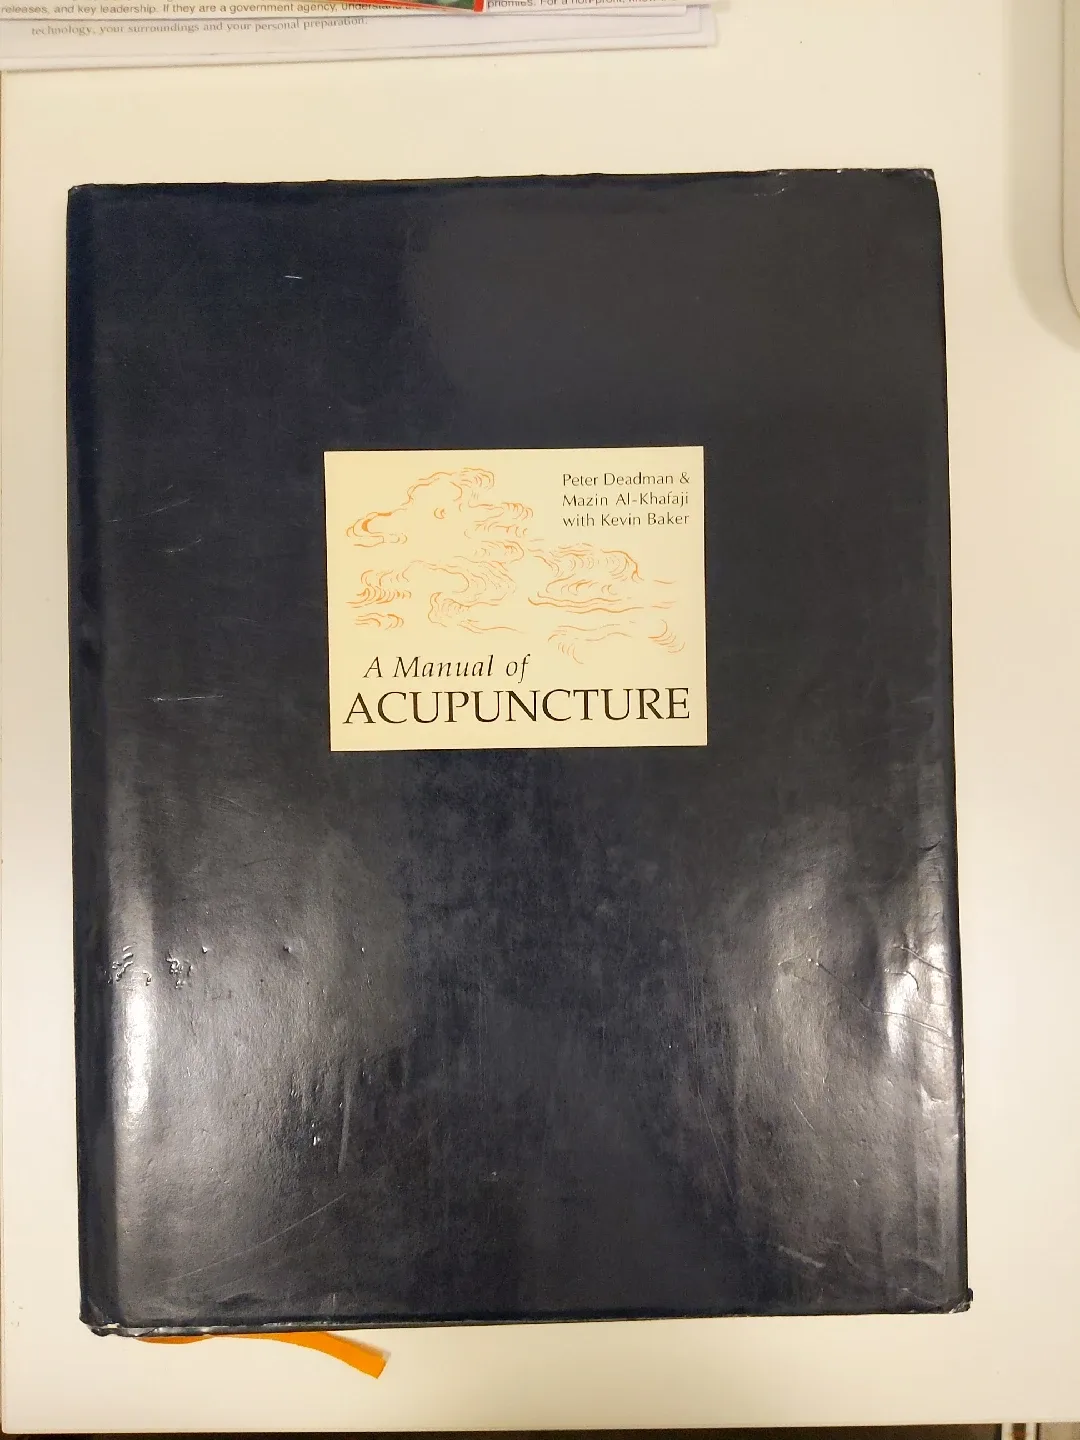 releases, and key leadership. If they are a government agency,
technology, your surroundings and your personal preparation.
Peter Deadman &
Mazin Al-Khafaji
with Kevin Baker
A Manual of
ACUPUNCTURE